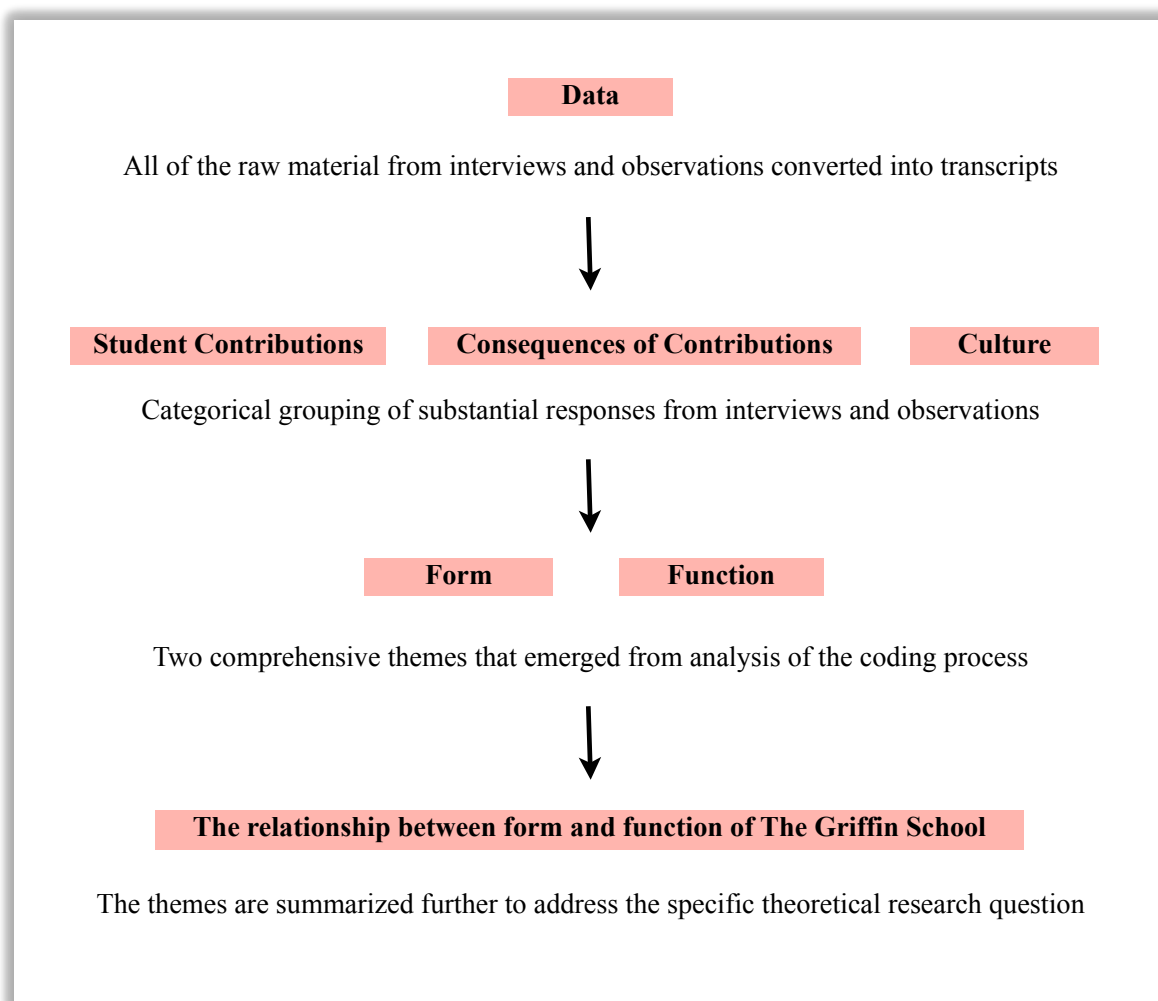 Data
All of the raw material from interviews and observations converted into transcripts
Student Contributions Consequences of Contributions Culture
Categorical grouping of substantial responses from interviews and observations
Form Function
Two comprehensive themes that emerged from analysis of the coding process
The relationship between form and function of The Griffin School
The themes are summarized further to address the specific theoretical research question